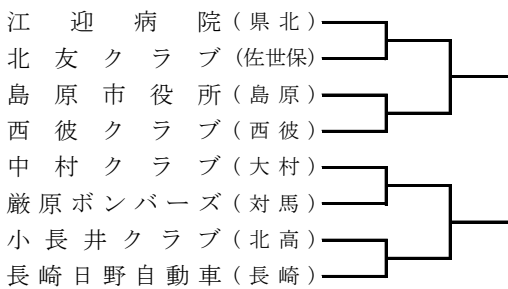 江迎病院(県北)
北友クラブ(佐世保)
島原市役所(島原)
西彼クラブ(西彼)
中村クラブ(大村)
厳原ボンバーズ(対馬)
小長井クラブ(北高)
長崎日野自動車(長崎)